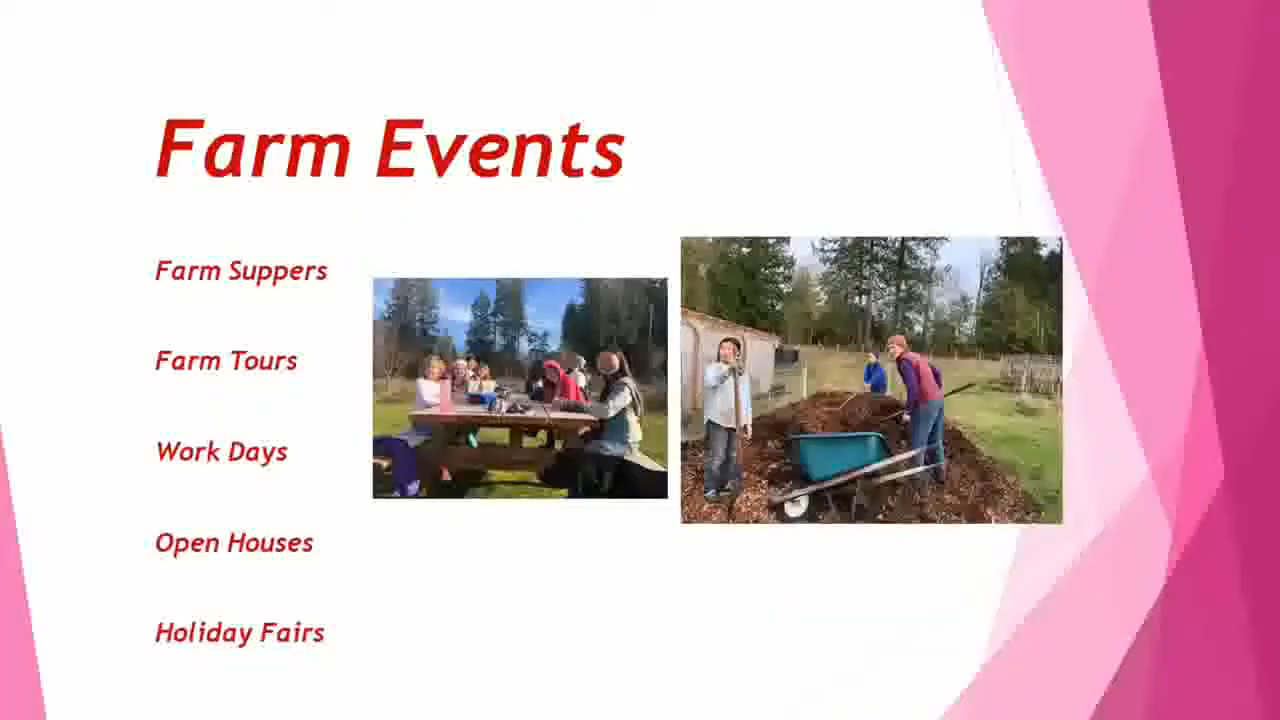 Farm Events
Farm Suppers
Farm Tours
Work Days
Open Houses
Holiday Fairs